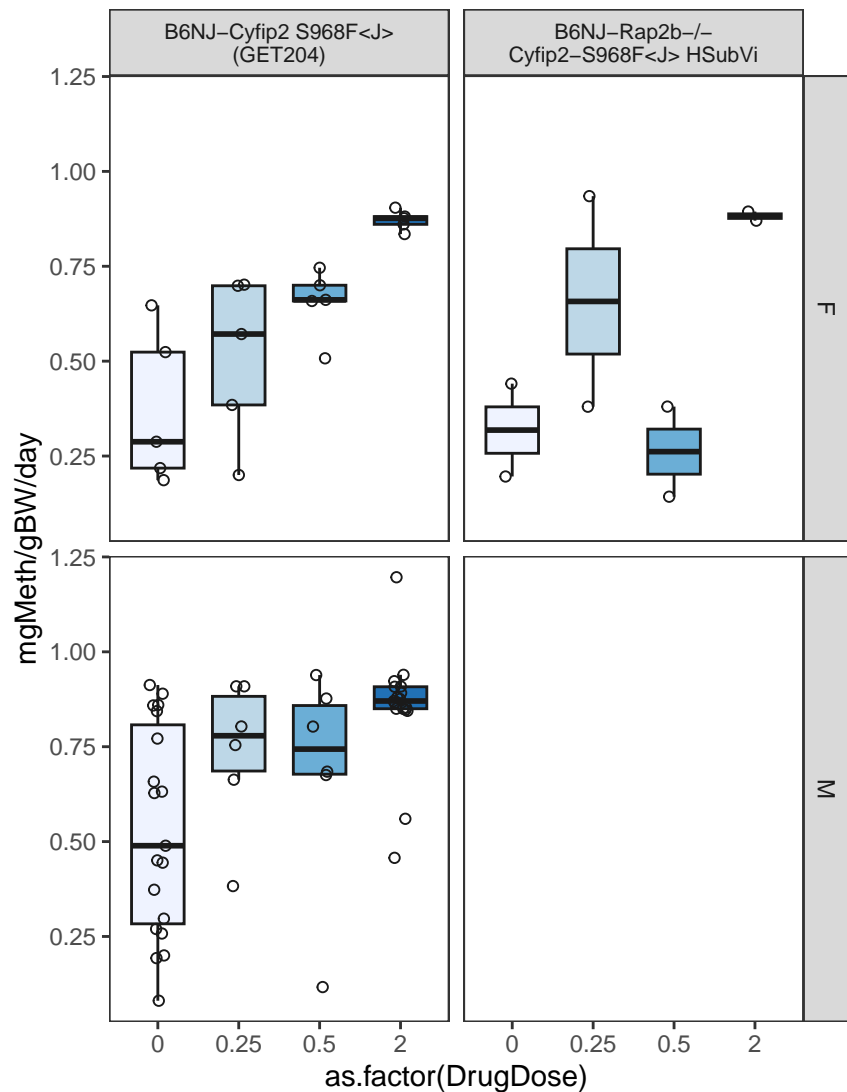 B6NJ−Cyfip2 S968F<J>
(GET204)
B6NJ−Rap2b−/−
Cyfip2−S968F<J> HSubVi
1.25
1.00
0.75
0.50
0.25
F
mgMeth/gBW/day
1.25
1.00
0.75
0.50
0.25
M
0 0.25 0.5 2
0 0.25 0.5 2
as.factor(DrugDose)